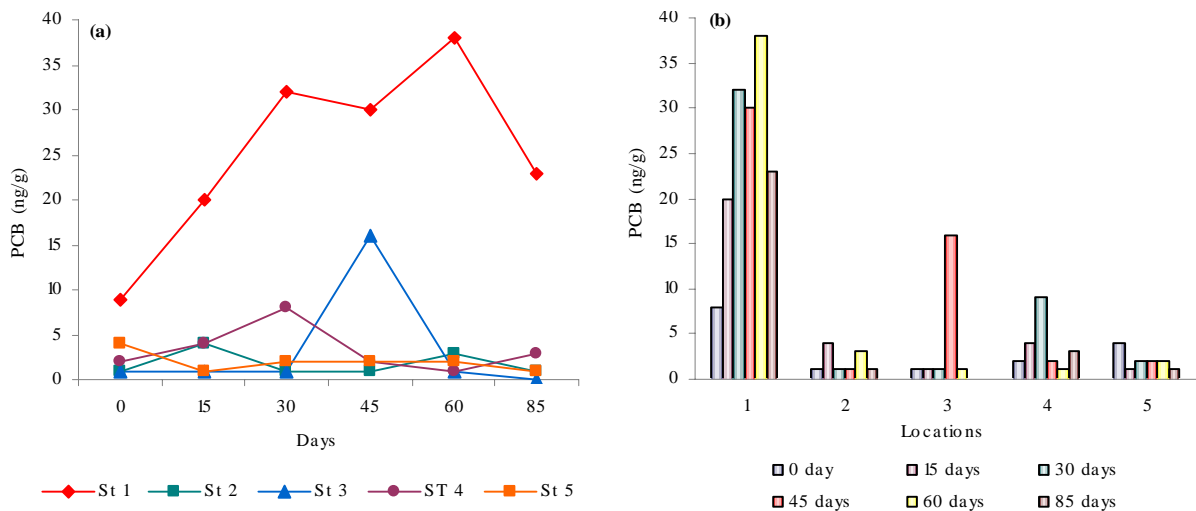 (a)
PCB (ng/g)
40
35
30
25
20
15
10
5
0
0 15 30 45 60 85
Days
St 1 St 2 St 3 ST 4 St 5
(b)
PCB (ng/g)
40
35
30
25
20
15
10
5
0
1 2 3 4 5
Locations
0 day 15 days 30 days
45 days 60 days 85 days